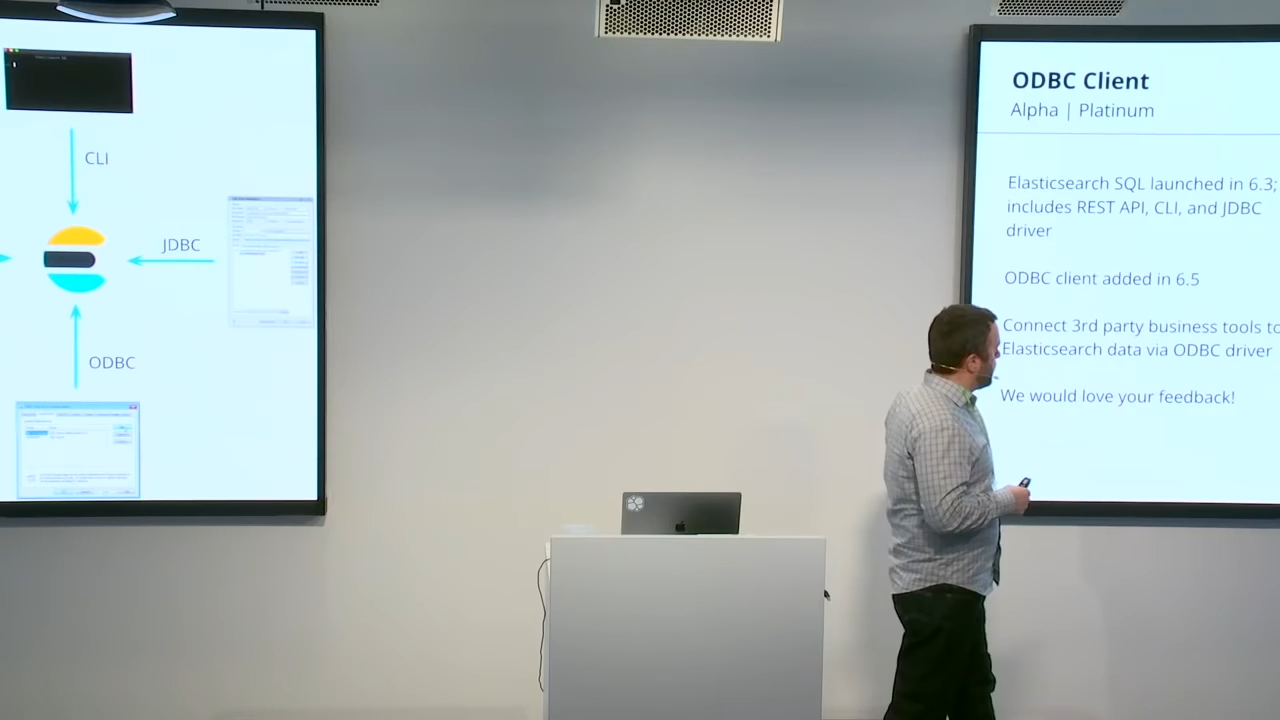 CLI
JDBC
ODBC
ODBC Client
Alpha | Platinum
Elasticsearch SQL launched in 6.3;
includes REST API, CLI, and JDBC
driver
ODBC client added in 6.5
Connect 3rd party business tools to
Elasticsearch data via ODBC driver
We would love your feedback!